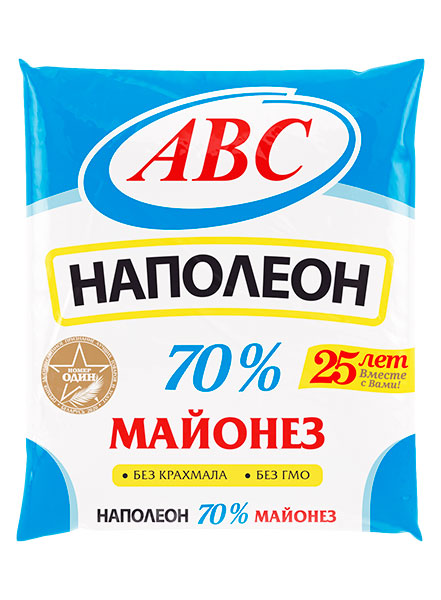 ABC
НАПОЛЕОН
70%
25 лет
Вместе
с Вами!
НОМЕР
ОДИН
МАЙОНЕЗ
• БЕЗ КРАХМАЛА • БЕЗ ГМО
НАПОЛЕОН 70% МАЙОНЕЗ